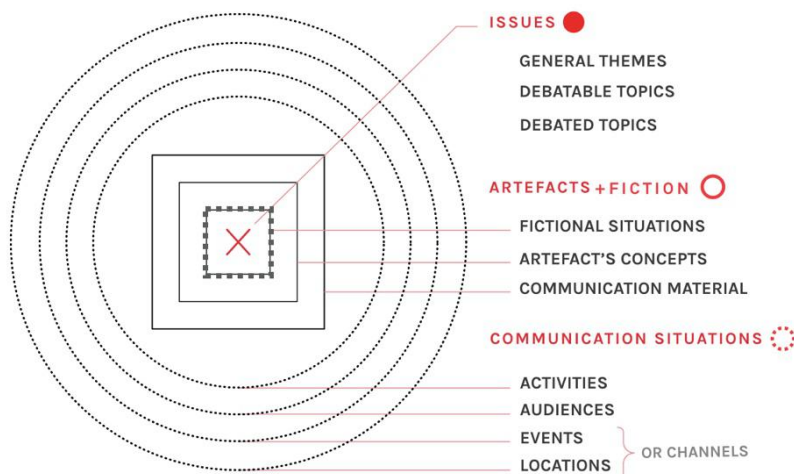 ISSUES
GENERAL THEMES
DEBATABLE TOPICS
DEBATED TOPICS
ARTEFACTS + FICTION
FICTIONAL SITUATIONS
ARTEFACT'S CONCEPTS
COMMUNICATION MATERIAL
COMMUNICATION SITUATIONS
ACTIVITIES
AUDIENCES
EVENTS
OR CHANNELS
LOCATIONS